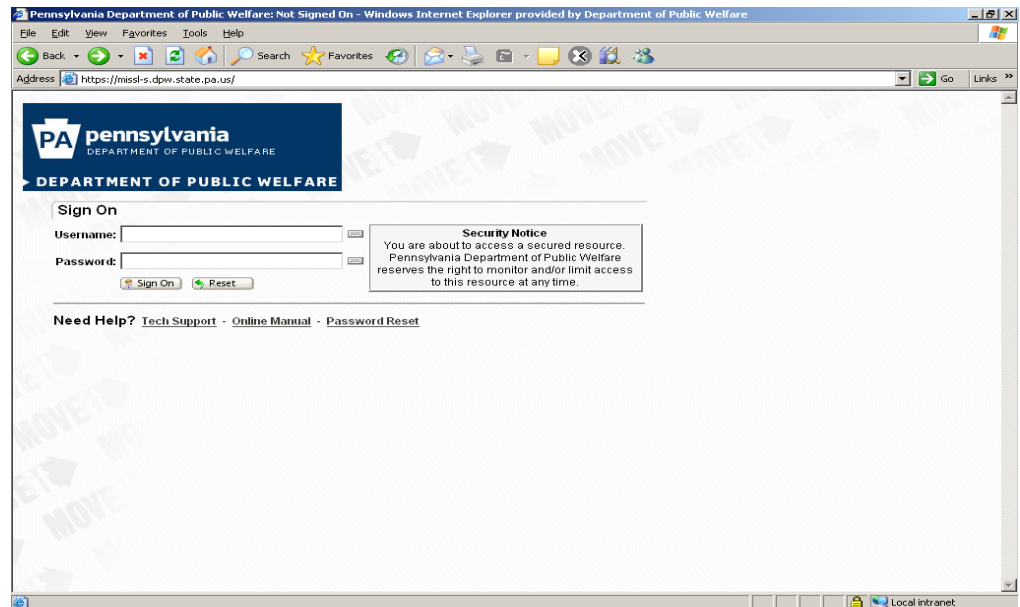 Pennsylvania Department of Public Welfare: Not Signed On - Windows Internet Explorer provided by Department of Public Welfare
File Edit View Favorites Tools Help
Back Search Favorites
Address https://missl-s.dpw.state.pa.us/ Go Links »
PA pennsylvania
DEPARTMENT OF PUBLIC WELFARE
DEPARTMENT OF PUBLIC WELFARE
Sign On
Username:
Password:
Sign On Reset
Security Notice
You are about to access a secured resource.
Pennsylvania Department of Public Welfare
reserves the right to monitor and/or limit access
to this resource at any time.
Need Help? Tech Support - Online Manual - Password Reset
MOVEIT
MOVEIT
MOVEIT
Local intranet